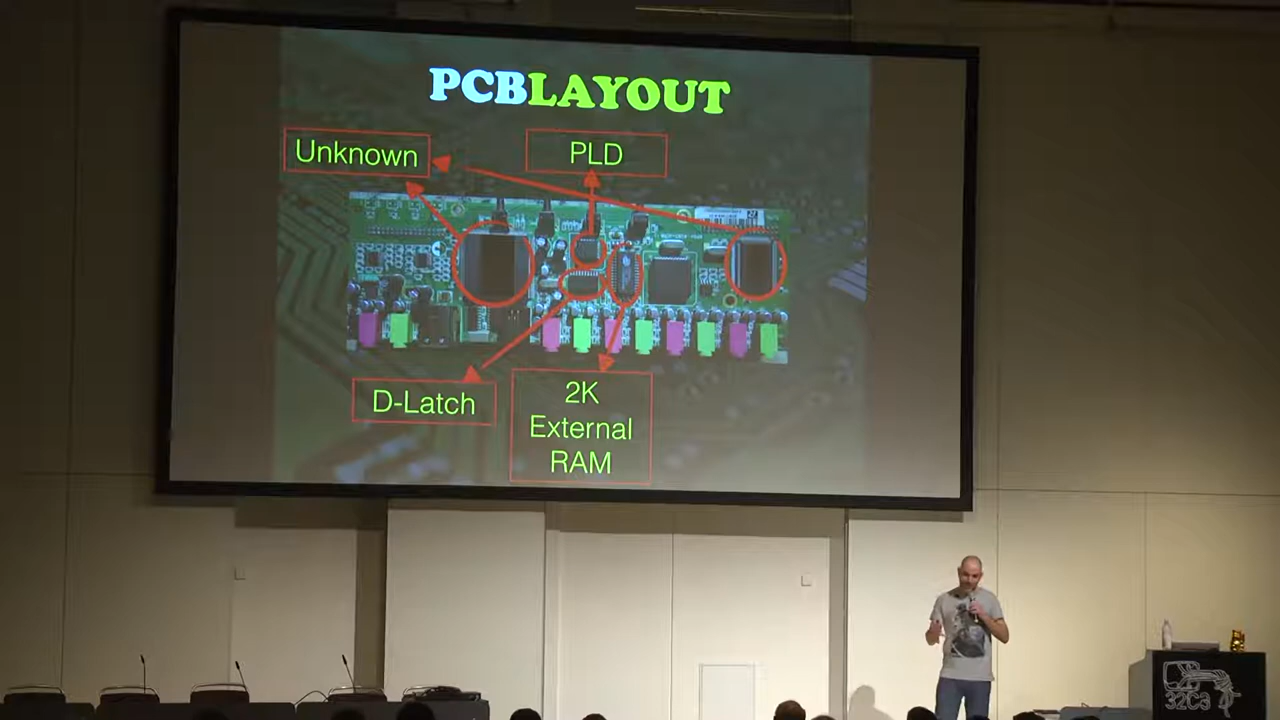 PCBLAYOUT
Unknown
PLD
D-Latch
2K
External
RAM
32C3